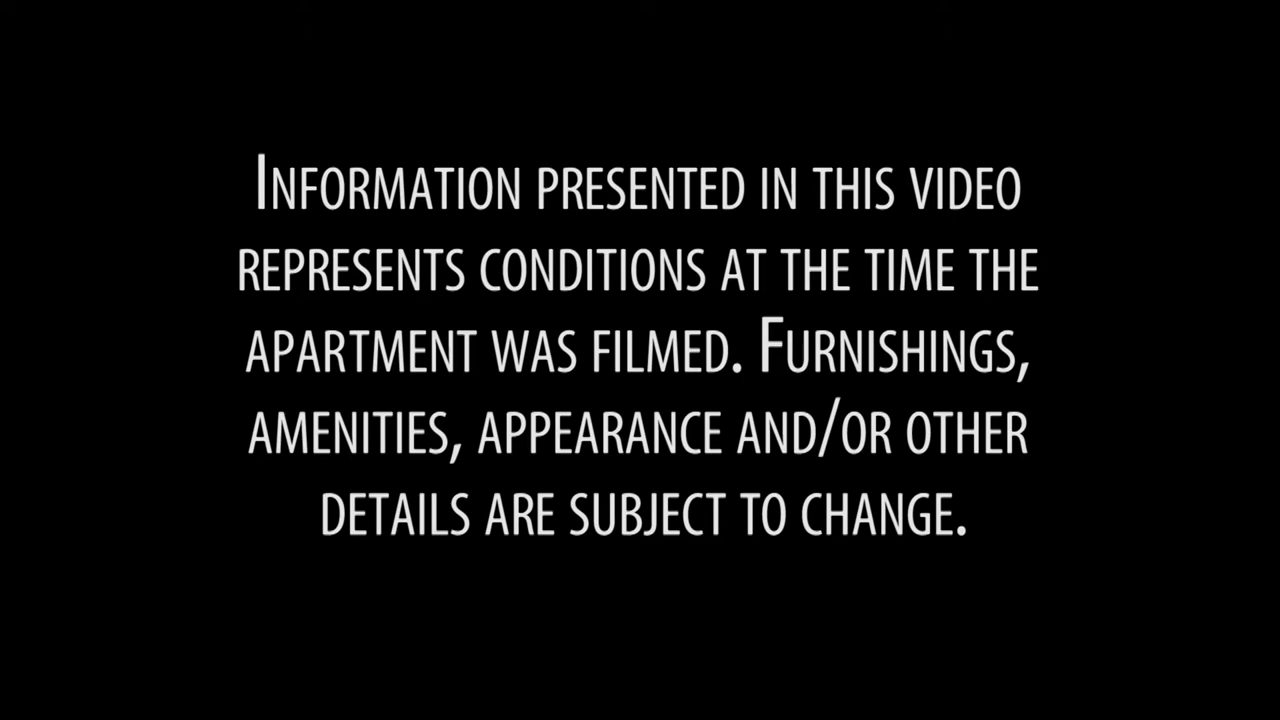 Information presented in this video
represents conditions at the time the
apartment was filmed. Furnishings,
amenities, appearance and/or other
details are subject to change.